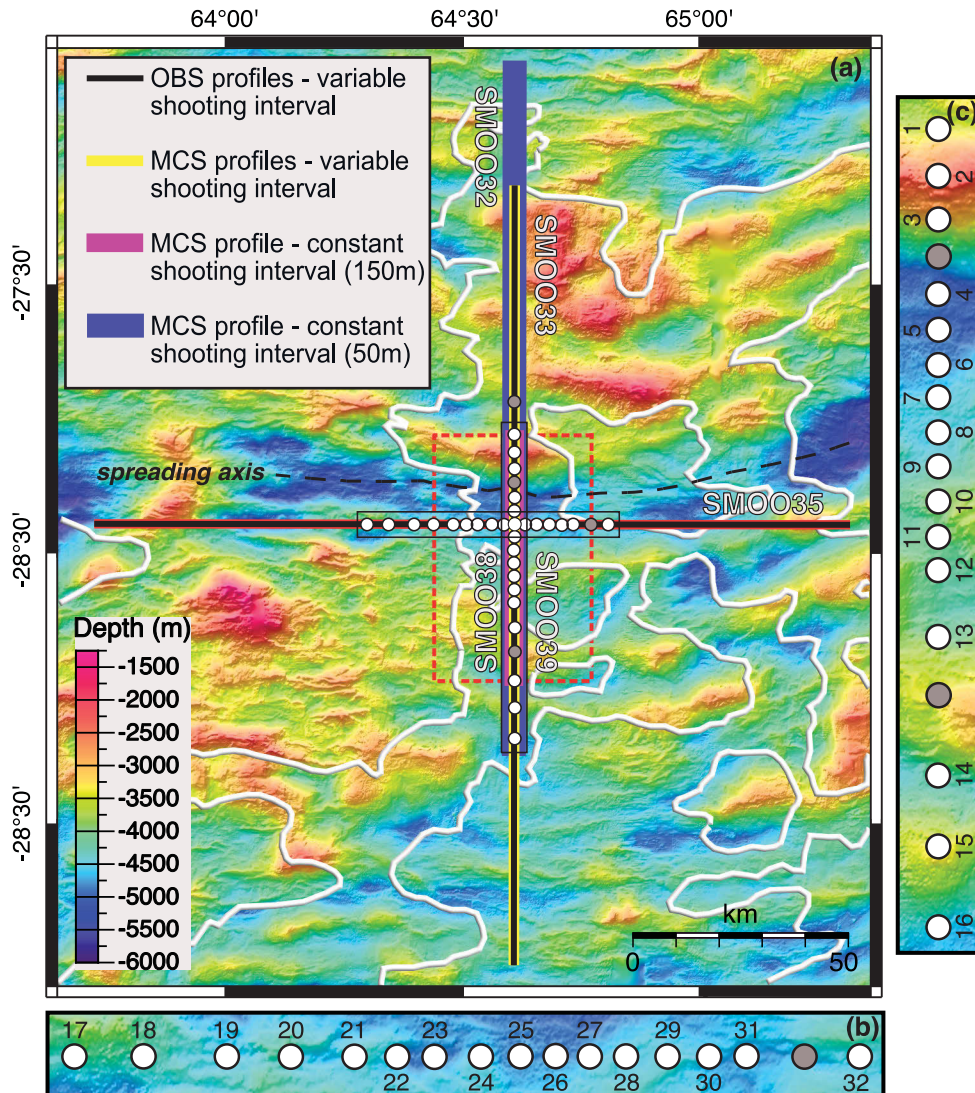 64°00'
64°30'
65°00'
(a)
OBS profiles - variable
shooting interval
MCS profiles - variable
shooting interval
MCS profile - constant
shooting interval (150m)
MCS profile - constant
shooting interval (50m)
SMOO32
SMOO33
-27°30'
-28°30'
-28°30'
spreading axis
SMOO35
SMOO38
SMOO39
Depth (m)
-1500
-2000
-2500
-3000
-3500
-4000
-4500
-5000
-5500
-6000
km
0
50
(c)
1
2
3
4
5
6
7
8
9
10
11
12
13
14
15
16
(b)
17
18
19
20
21
22
23
24
25
26
27
28
29
30
31
32